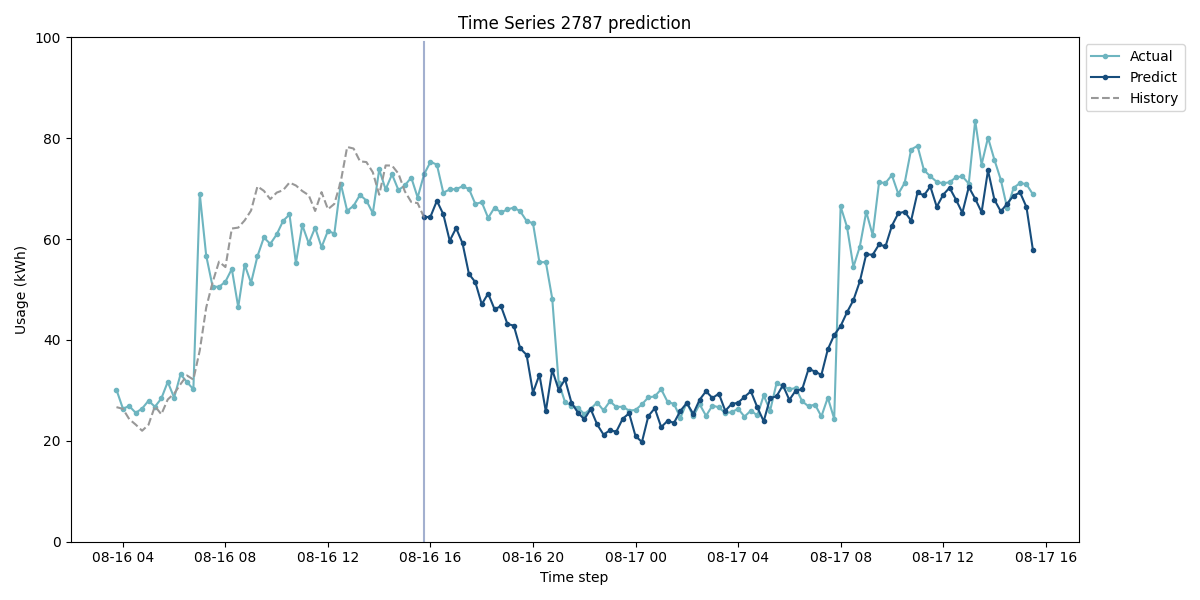 Time Series 2787 prediction
Actual
Predict
History
Usage (kWh)
100
80
60
40
20
0
08-16 04
08-16 08
08-16 12
08-16 16
08-16 20
08-17 00
08-17 04
08-17 08
08-17 12
08-17 16
Time step